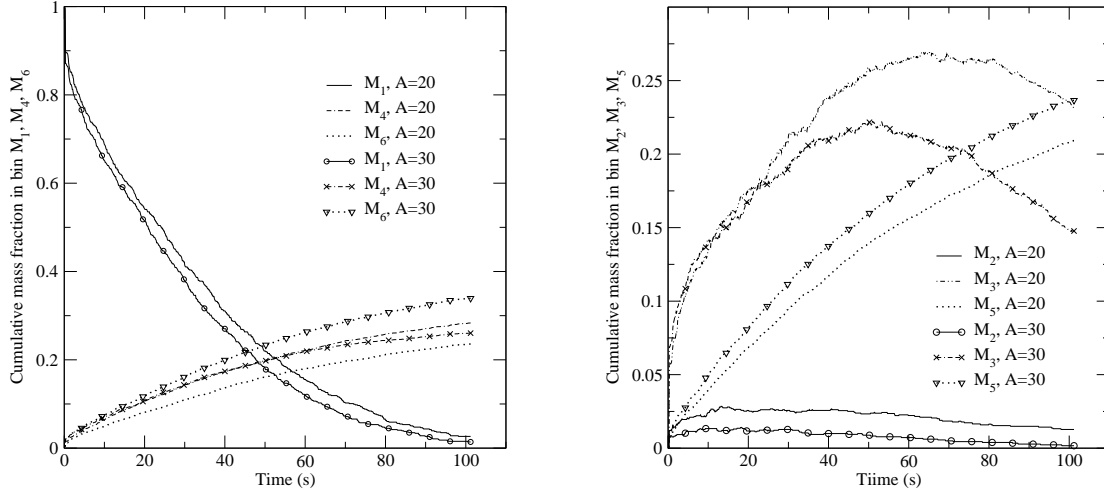 Cumulative mass fraction in bin M₁, M₄, M₆
1
0.8
0.6
0.4
0.2
0
0 20 40 60 80 100
Time (s)
M₁, A=20
M₄, A=20
M₆, A=20
M₁, A=30
M₄, A=30
M₆, A=30
Cumulative mass fraction in bin M₂, M₃, M₅
0.3
0.25
0.2
0.15
0.1
0.05
0
0 20 40 60 80 100
Tiime (s)
M₂, A=20
M₃, A=20
M₅, A=20
M₂, A=30
M₃, A=30
M₅, A=30